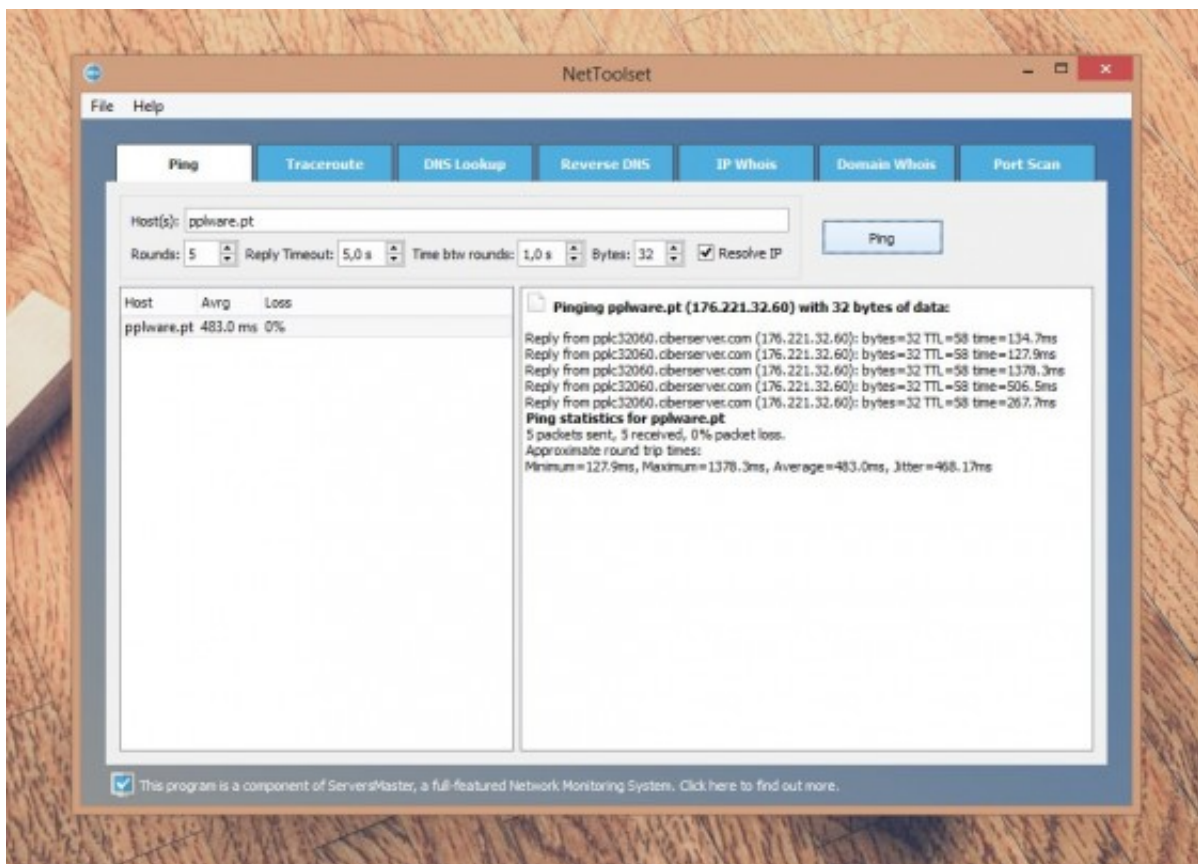 NetToolset
File Help
Ping Traceroute DNS Lookup Reverse DNS IP Whois Domain Whois Port Scan
Host(s): pplware.pt
Ping
Rounds: 5 Reply Timeout: 5,0 s Time btw rounds: 1,0 s Bytes: 32 Resolve IP
Host Avrg Loss
pplware.pt 483.0 ms 0%
Pinging pplware.pt (176.221.32.60) with 32 bytes of data:
Reply from pplc32060.ciberserver.com (176.221.32.60): bytes=32 TTL=58 time=134.7ms
Reply from pplc32060.ciberserver.com (176.221.32.60): bytes=32 TTL=58 time=127.9ms
Reply from pplc32060.ciberserver.com (176.221.32.60): bytes=32 TTL=58 time=1378.3ms
Reply from pplc32060.ciberserver.com (176.221.32.60): bytes=32 TTL=58 time=506.5ms
Reply from pplc32060.ciberserver.com (176.221.32.60): bytes=32 TTL=58 time=267.7ms
Ping statistics for pplware.pt
5 packets sent, 5 received, 0% packet loss.
Approximate round trip times:
Minimum=127.9ms, Maximum=1378.3ms, Average=483.0ms, Jitter=468.17ms
This program is a component of ServersMaster, a full-featured Network Monitoring System. Click here to find out more.